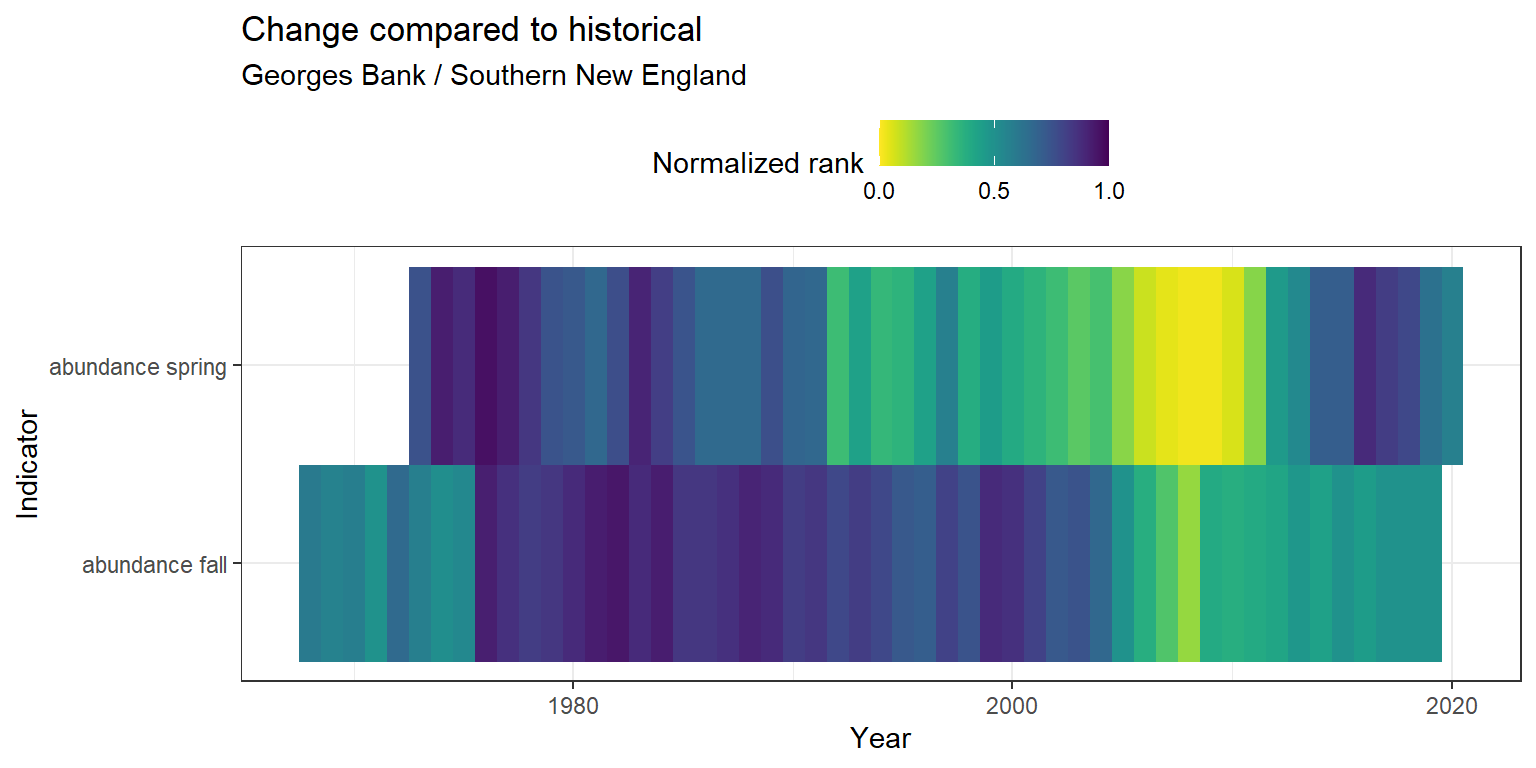 Change compared to historical
Georges Bank / Southern New England
Normalized rank
0.0 0.5 1.0
Indicator
abundance spring
abundance fall
1980 2000 2020
Year